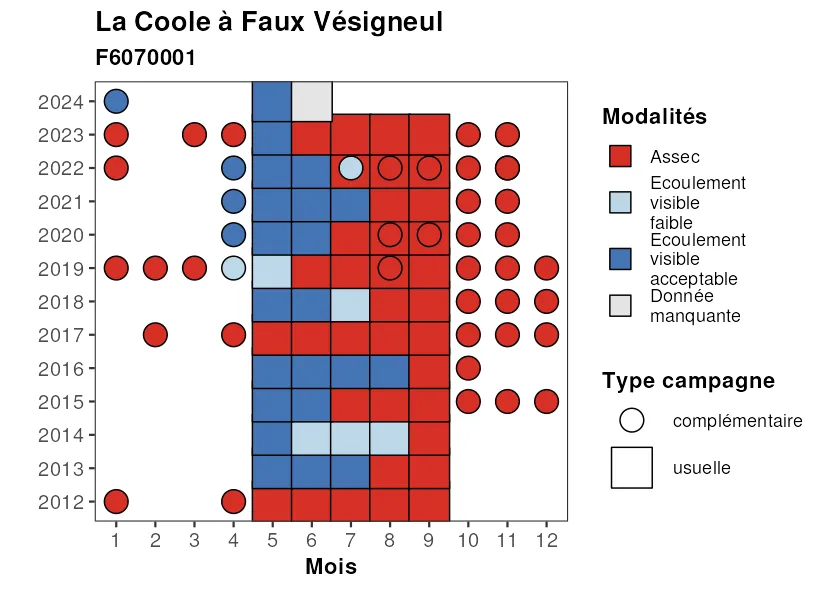 La Coole à Faux Vésigneul
F6070001
2024
2023
2022
2021
2020
2019
2018
2017
2016
2015
2014
2013
2012
1 2 3 4 5 6 7 8 9 10 11 12
Mois
Modalités
Assec
Ecoulement
visible
faible
Ecoulement
visible
acceptable
Donnée
manquante
Type campagne
complémentaire
usuelle